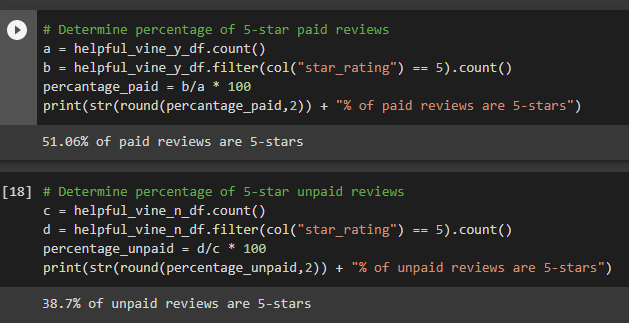 # Determine percentage of 5-star paid reviews
a = helpful_vine_y_df.count()
b = helpful_vine_y_df.filter(col("star_rating") == 5).count()
percantage_paid = b/a * 100
print(str(round(percantage_paid,2)) + "% of paid reviews are 5-stars")
51.06% of paid reviews are 5-stars
[18] # Determine percentage of 5-star unpaid reviews
c = helpful_vine_n_df.count()
d = helpful_vine_n_df.filter(col("star_rating") == 5).count()
percentage_unpaid = d/c * 100
print(str(round(percentage_unpaid,2)) + "% of unpaid reviews are 5-stars")
38.7% of unpaid reviews are 5-stars